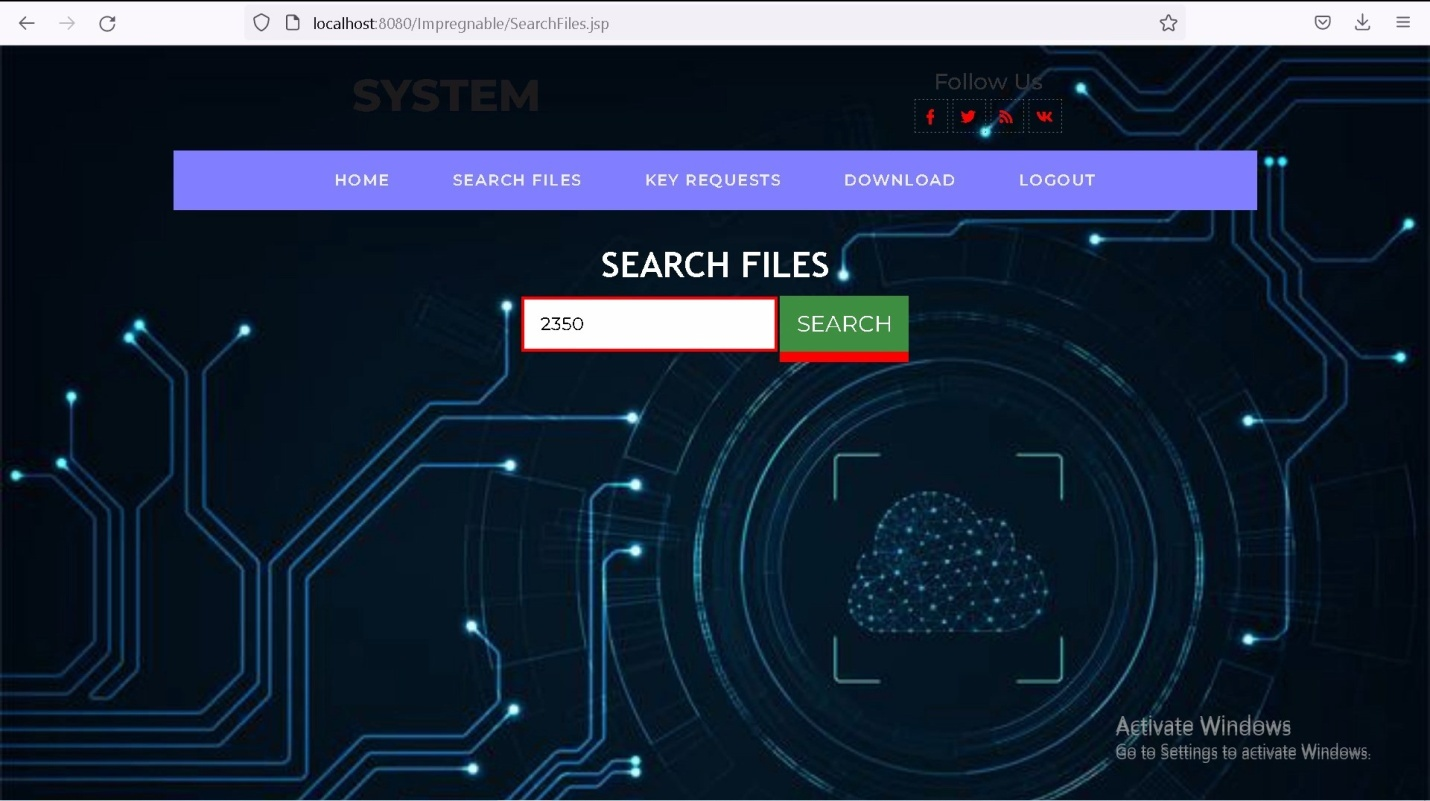 localhost:8080/Impregnable/SearchFiles.jsp
SYSTEM
Follow Us
HOME SEARCH FILES KEY REQUESTS DOWNLOAD LOGOUT
SEARCH FILES
2350 SEARCH
Activate Windows
Go to Settings to activate Windows.